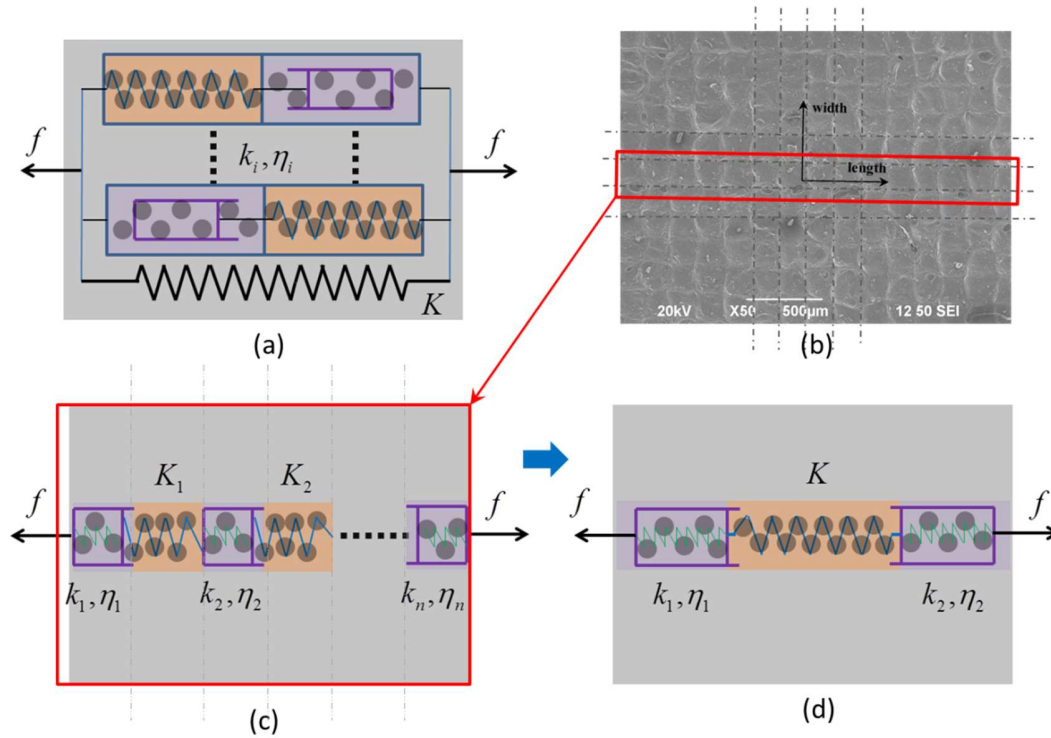 f
f
k_i, η_i
K
(a)
width
length
20kV X50 500μm 12 50 SEI
(b)
K_1
K_2
f
f
k_1, η_1
k_2, η_2
k_n, η_n
(c)
K
f
f
k_1, η_1
k_2, η_2
(d)